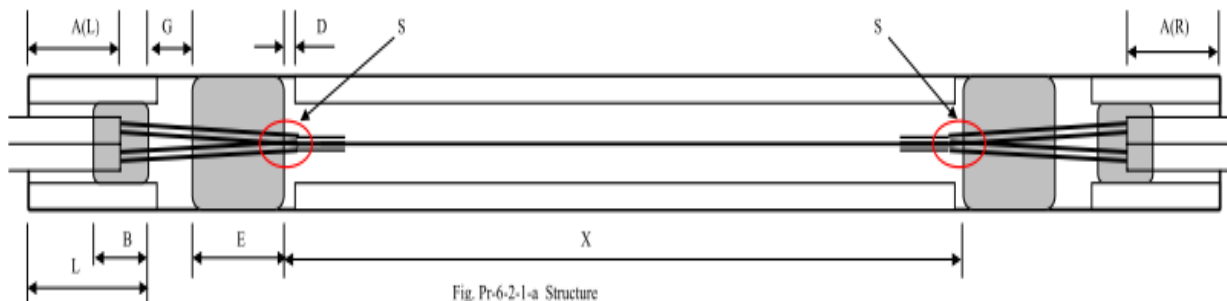 A(L) G D S S A(R)
B E X
L
Fig. Pr-6-2-1-a Structure